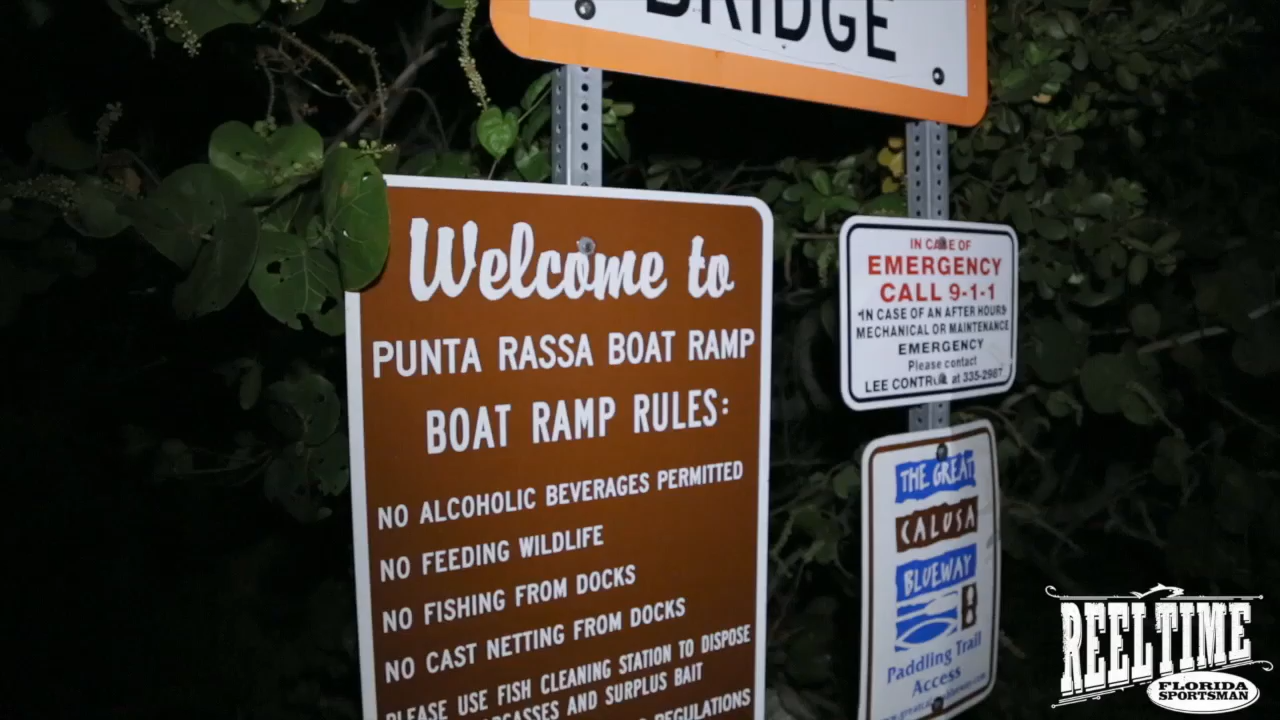 BRIDGE
Welcome to
PUNTA RASSA BOAT RAMP
BOAT RAMP RULES:
NO ALCOHOLIC BEVERAGES PERMITTED
NO FEEDING WILDLIFE
NO FISHING FROM DOCKS
NO CAST NETTING FROM DOCKS
PLEASE USE FISH CLEANING STATION TO DISPOSE
AND SURPLUS BAIT
REGULATIONS
IN CASE OF
EMERGENCY
CALL 9-1-1
*IN CASE OF AN AFTER HOURS
MECHANICAL OR MAINTENANCE
EMERGENCY
Please contact
LEE CONTROL at 335-2987
THE GREAT
CALUSA
BLUEWAY
Paddling Trail
Access
REEL TIME
FLORIDA
SPORTSMAN